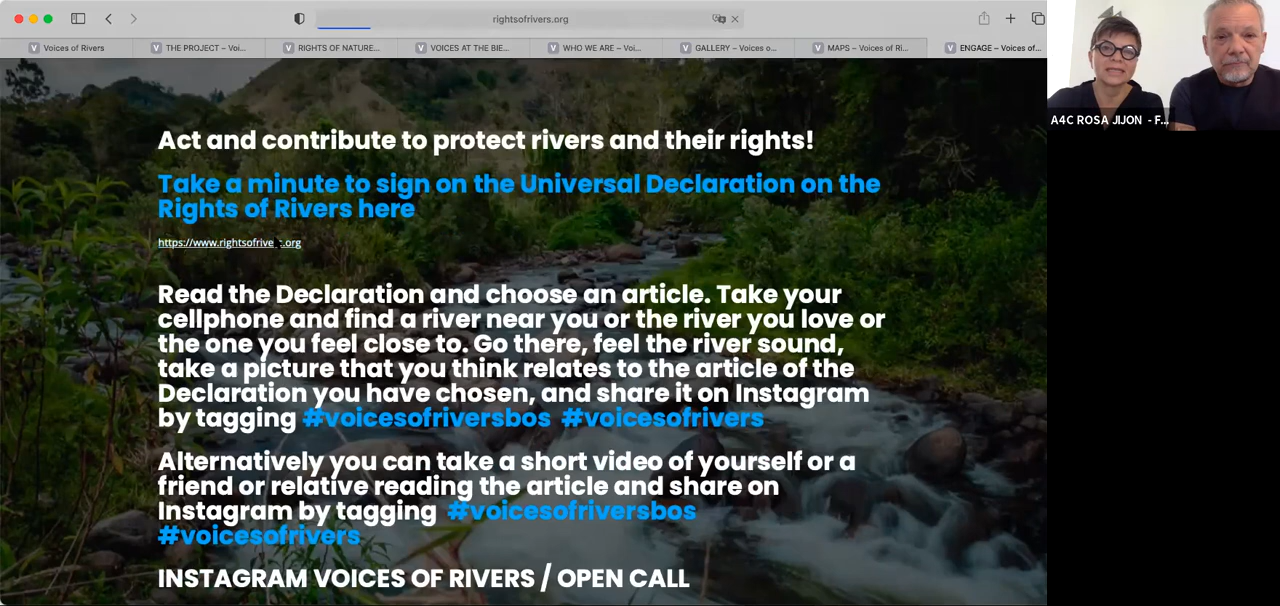 rightsofrivers.org
Voices of Rivers
THE PROJECT – Voi...
RIGHTS OF NATURE...
VOICES AT THE BIE...
WHO WE ARE – Voi...
GALLERY – Voices o...
MAPS – Voices of Ri...
ENGAGE – Voices of...
A4C ROSA JIJON - F...
Act and contribute to protect rivers and their rights!
Take a minute to sign on the Universal Declaration on the
Rights of Rivers here
https://www.rightsofrivers.org
Read the Declaration and choose an article. Take your
cellphone and find a river near you or the river you love or
the one you feel close to. Go there, feel the river sound,
take a picture that you think relates to the article of the
Declaration you have chosen, and share it on Instagram
by tagging #voicesofriversbos #voicesofrivers
Alternatively you can take a short video of yourself or a
friend or relative reading the article and share on
Instagram by tagging #voicesofriversbos
#voicesofrivers
INSTAGRAM VOICES OF RIVERS / OPEN CALL